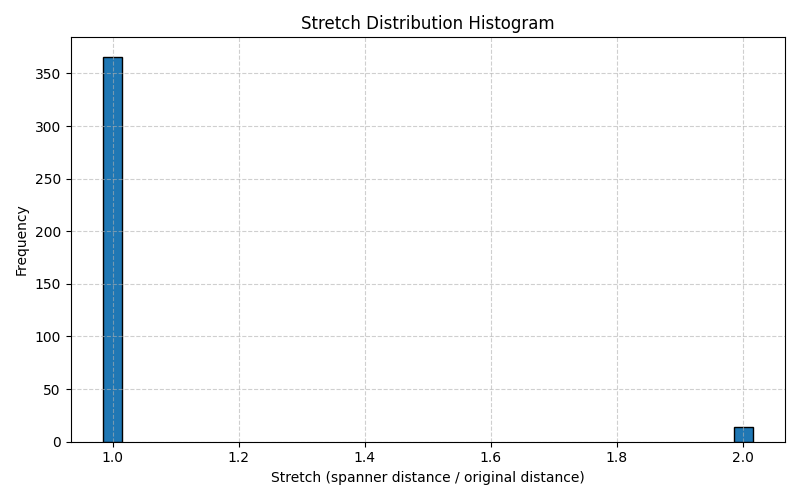 Stretch Distribution Histogram
Frequency
350
300
250
200
150
100
50
0
1.0 1.2 1.4 1.6 1.8 2.0
Stretch (spanner distance / original distance)